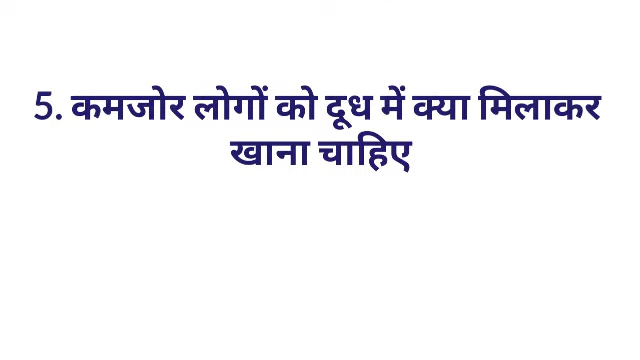 5. कमजोर लोगों को दूध में क्या मिलाकर
खाना चाहिए